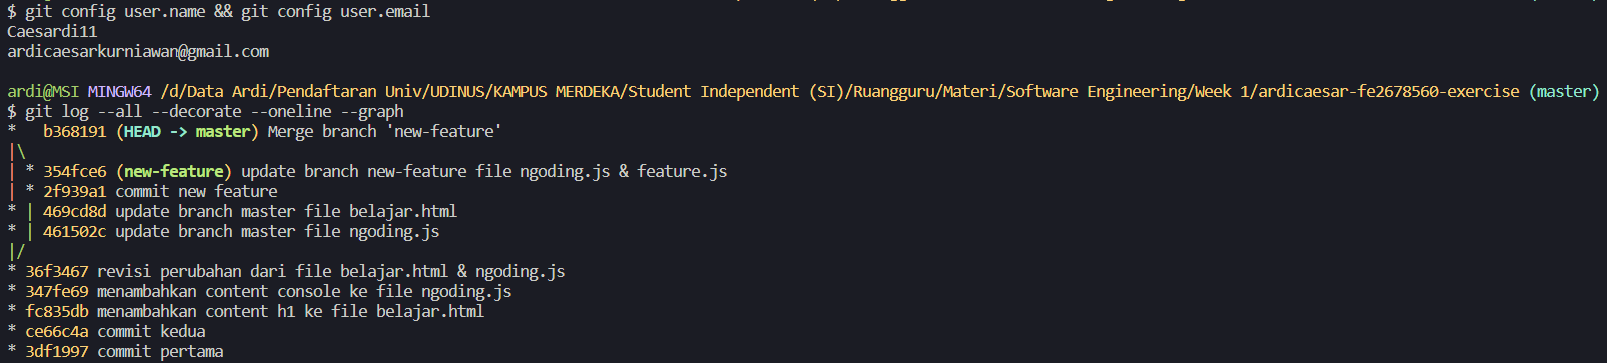 $ git config user.name && git config user.email
Caesardi11
ardicaesarkurniawan@gmail.com
ardi@MSI MINGW64 /d/Data Ardi/Pendaftaran Univ/UDINUS/KAMPUS MERDEKA/Student Independent (SI)/Ruangguru/Materi/Software Engineering/Week 1/ardicaesar-fe2678560-exercise (master)
$ git log --all --decorate --oneline --graph
*   b368191 (HEAD -> master) Merge branch 'new-feature'
|\
| * 354fce6 (new-feature) update branch new-feature file ngoding.js & feature.js
| * 2f939a1 commit new feature
* | 469cd8d update branch master file belajar.html
* | 461502c update branch master file ngoding.js
|/
* 36f3467 revisi perubahan dari file belajar.html & ngoding.js
* 347fe69 menambahkan content console ke file ngoding.js
* fc835db menambahkan content h1 ke file belajar.html
* ce66c4a commit kedua
* 3df1997 commit pertama